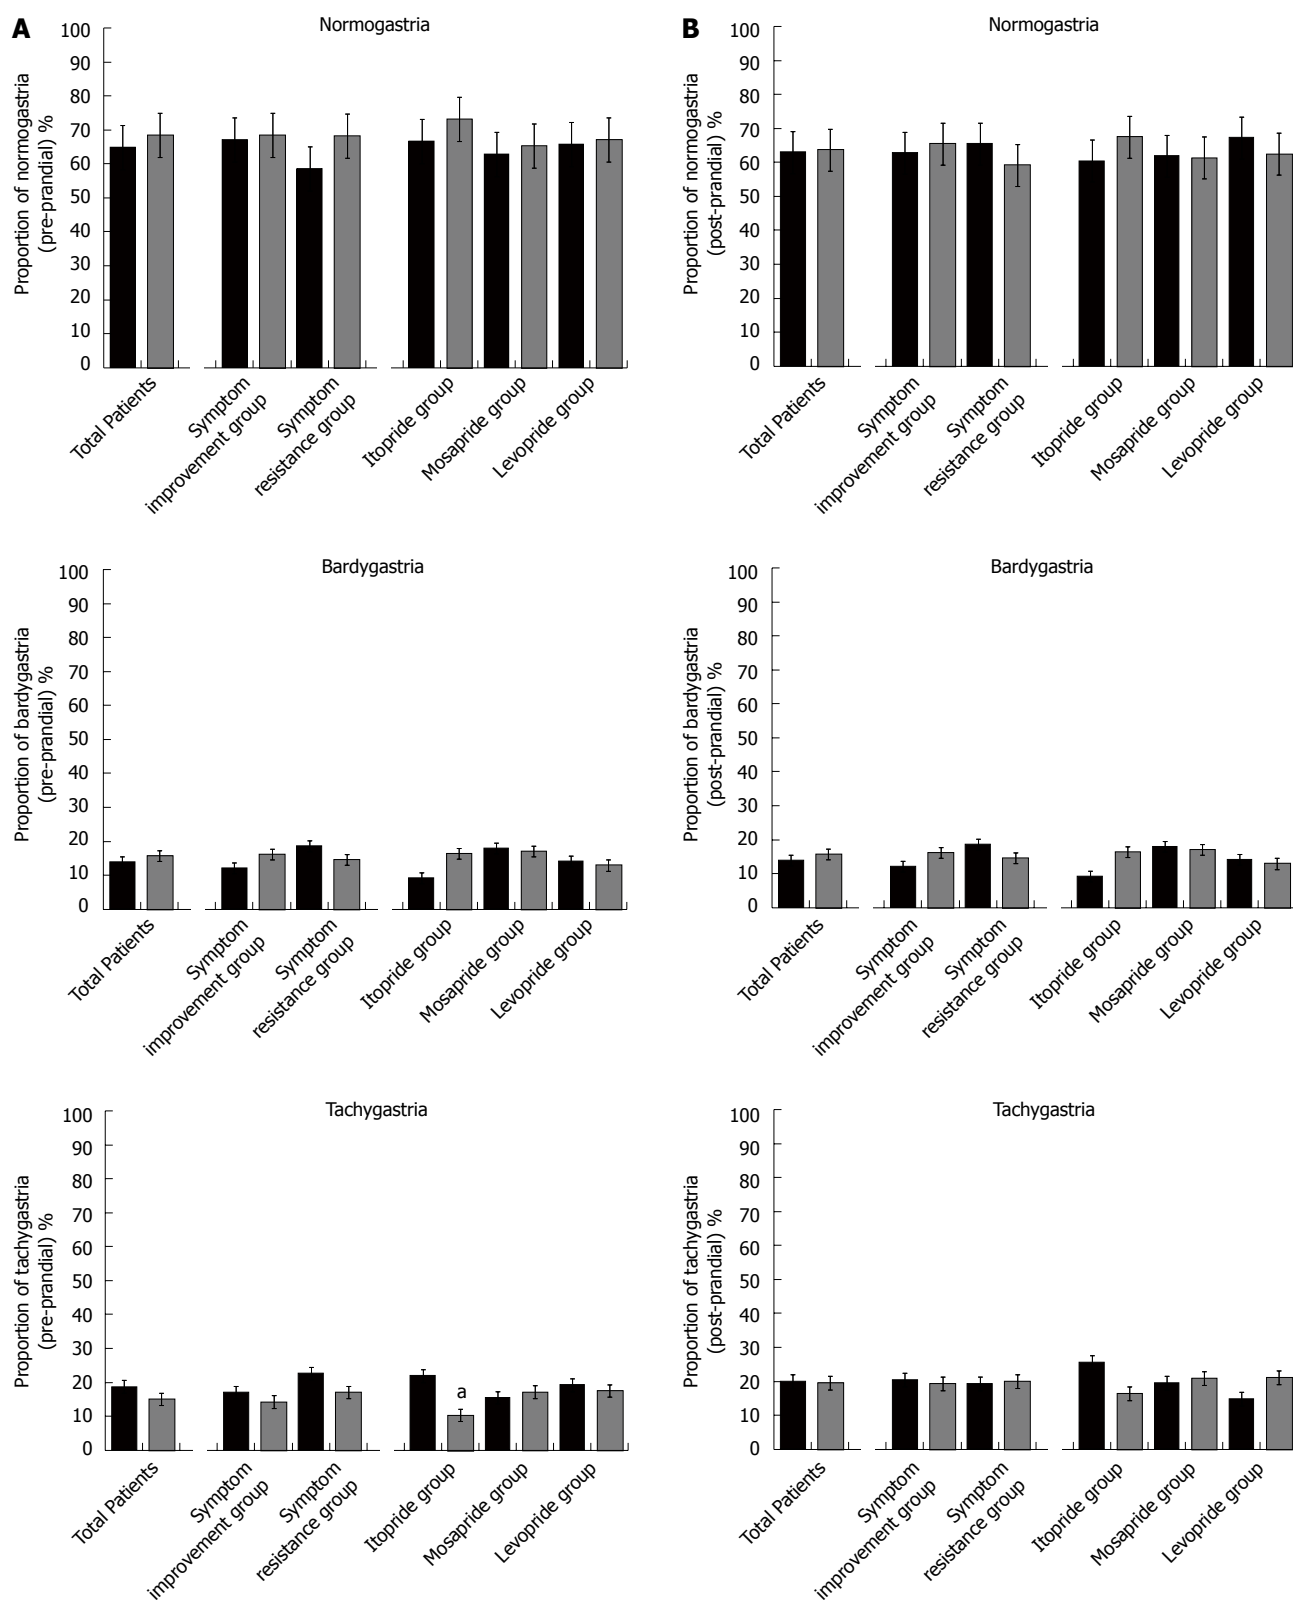 A
Normogastria
Proportion of normogastria
(pre-prandial) %
100
90
80
70
60
50
40
30
20
10
0
Total Patients
Symptom
improvement group
Symptom
resistance group
Itopride group
Mosapride group
Levopride group
B
Normogastria
Proportion of normogastria
(post-prandial) %
100
90
80
70
60
50
40
30
20
10
0
Total Patients
Symptom
improvement group
Symptom
resistance group
Itopride group
Mosapride group
Levopride group
Bardygastria
Proportion of bardygastria
(pre-prandial) %
100
90
80
70
60
50
40
30
20
10
0
Total Patients
Symptom
improvement group
Symptom
resistance group
Itopride group
Mosapride group
Levopride group
Bardygastria
Proportion of bardygastria
(post-prandial) %
100
90
80
70
60
50
40
30
20
10
0
Total Patients
Symptom
improvement group
Symptom
resistance group
Itopride group
Mosapride group
Levopride group
Tachygastria
Proportion of tachygastria
(pre-prandial) %
100
90
80
70
60
50
40
30
20
10
0
a
Total Patients
Symptom
improvement group
Symptom
resistance group
Itopride group
Mosapride group
Levopride group
Tachygastria
Proportion of tachygastria
(post-prandial) %
100
90
80
70
60
50
40
30
20
10
0
Total Patients
Symptom
improvement group
Symptom
resistance group
Itopride group
Mosapride group
Levopride group